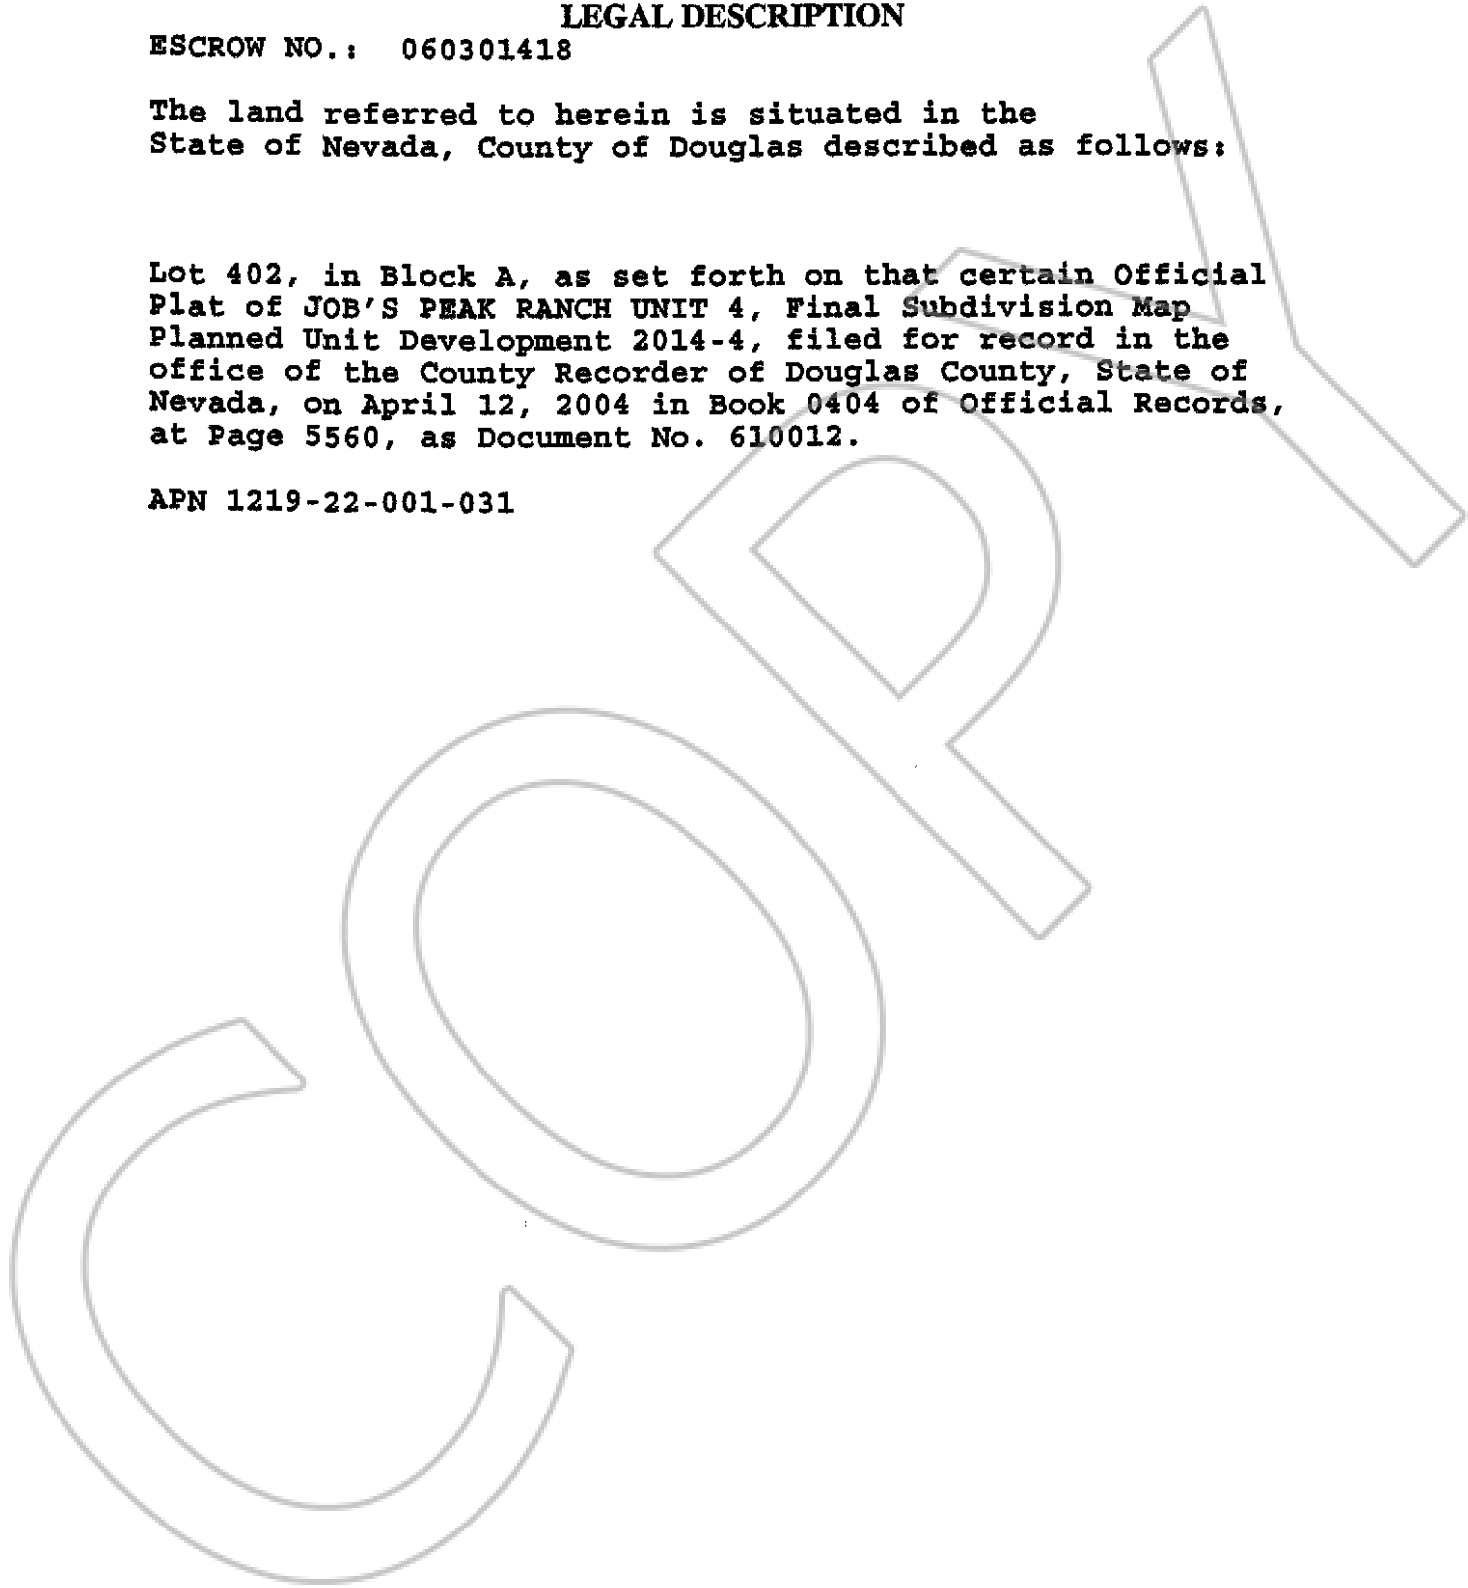 LEGAL DESCRIPTION
ESCROW NO.: 060301418
The land referred to herein is situated in the
State of Nevada, County of Douglas described as follows:
Lot 402, in Block A, as set forth on that certain Official
Plat of JOB'S PEAK RANCH UNIT 4, Final Subdivision Map
Planned Unit Development 2014-4, filed for record in the
office of the County Recorder of Douglas County, State of
Nevada, on April 12, 2004 in Book 0404 of Official Records,
at Page 5560, as Document No. 610012.
APN 1219-22-001-031
COPY